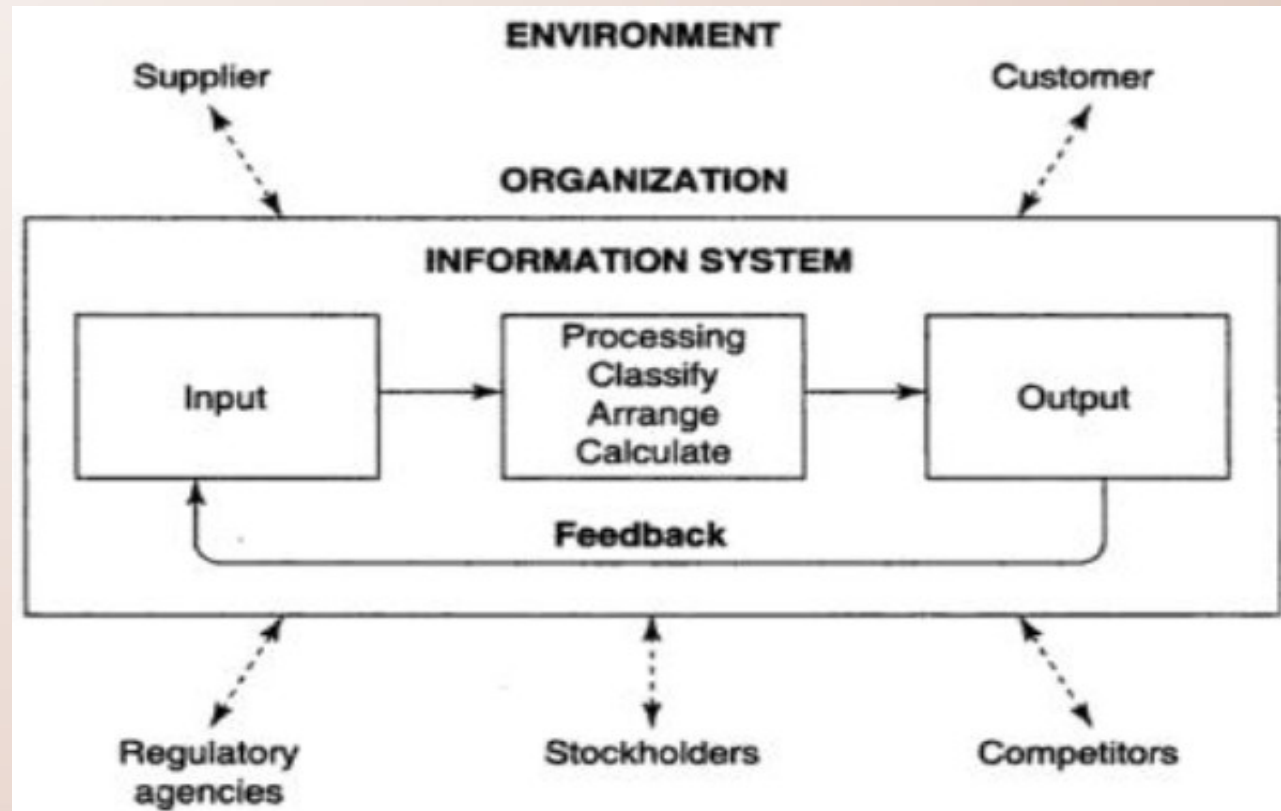 ENVIRONMENT
Supplier
Customer
ORGANIZATION
INFORMATION SYSTEM
Input
Processing
Classify
Arrange
Calculate
Output
Feedback
Regulatory
agencies
Stockholders
Competitors